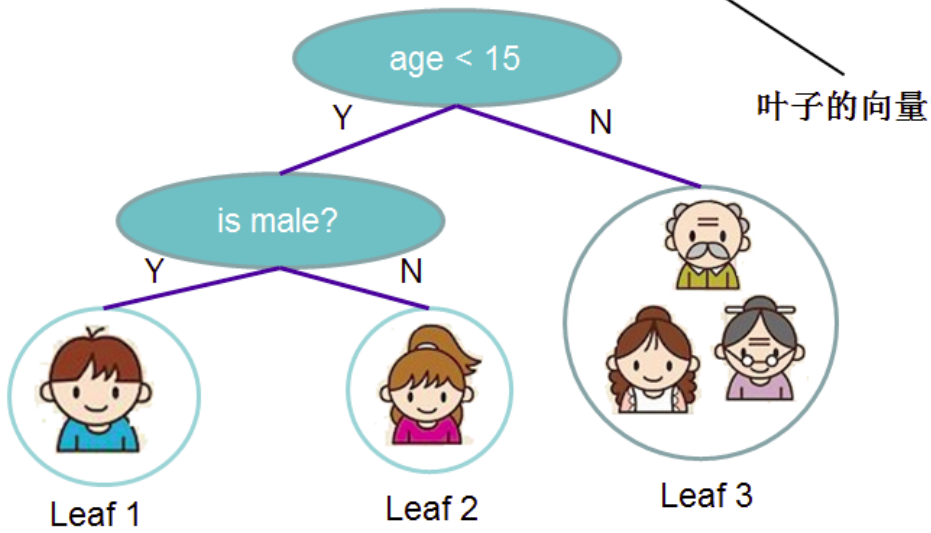 age < 15
叶子的向量
Y
N
is male?
Y
N
Leaf 1
Leaf 2
Leaf 3